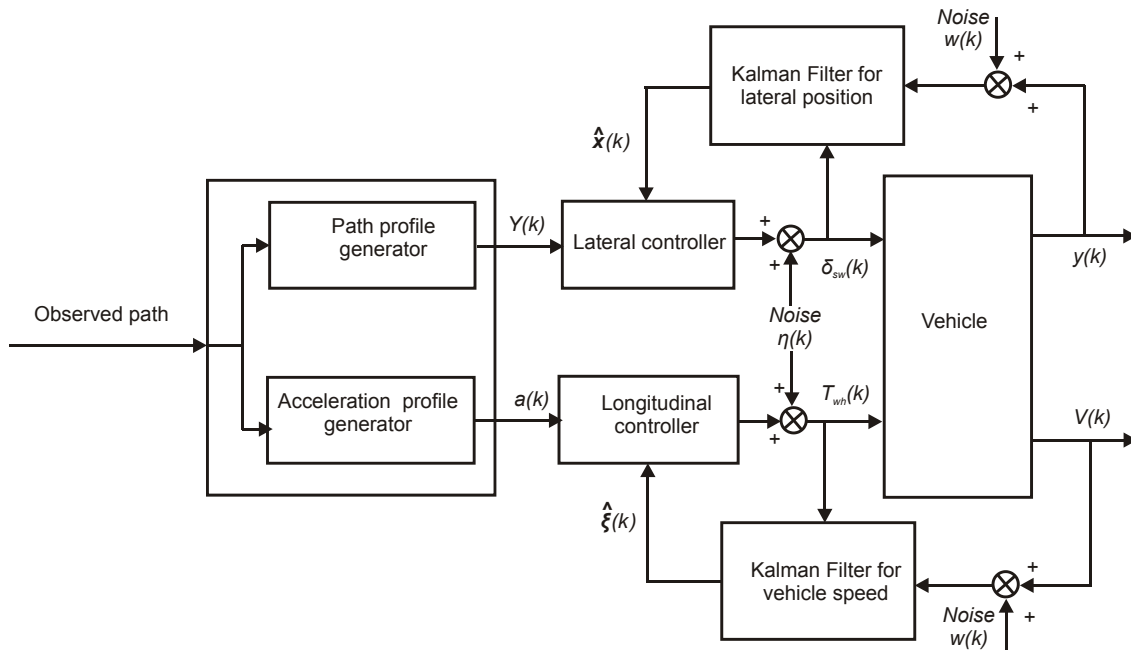 Noise
w(k)
+
+
Kalman Filter for
lateral position
x̂(k)
Path profile
generator
Y(k)
Lateral controller
+
+
δsw(k)
y(k)
Observed path
Noise
η(k)
Vehicle
Acceleration profile
generator
a(k)
Longitudinal
controller
+
+
Twh(k)
V(k)
ξ̂(k)
Kalman Filter for
vehicle speed
+
+
Noise
w(k)